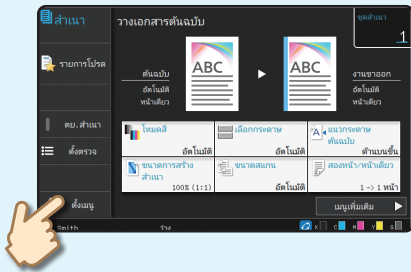 สำเนา
วางเอกสารต้นฉบับ
ชุดสำเนา
1
รายการโปรด
ABC
ABC
ต้นฉบับ
งานขาออก
อัตโนมัติ
อัตโนมัติ
หน้าเดียว
หน้าเดียว
ตย.สำเนา
ตั้งตรวจ
ตั้งเมนู
โหมดสี
อัตโนมัติ
เลือกกระดาษ
อัตโนมัติ
แนวกระดาษ
ต้นฉบับ
ด้านบนขึ้น
ขนาดการสร้าง
สำเนา
100% (1:1)
ขนาดสแกน
อัตโนมัติ
สองหน้า/หน้าเดียว
1 -> 1 หน้า
เมนูเพิ่มเติม
Smith
ว่าง
K
C
M
Y